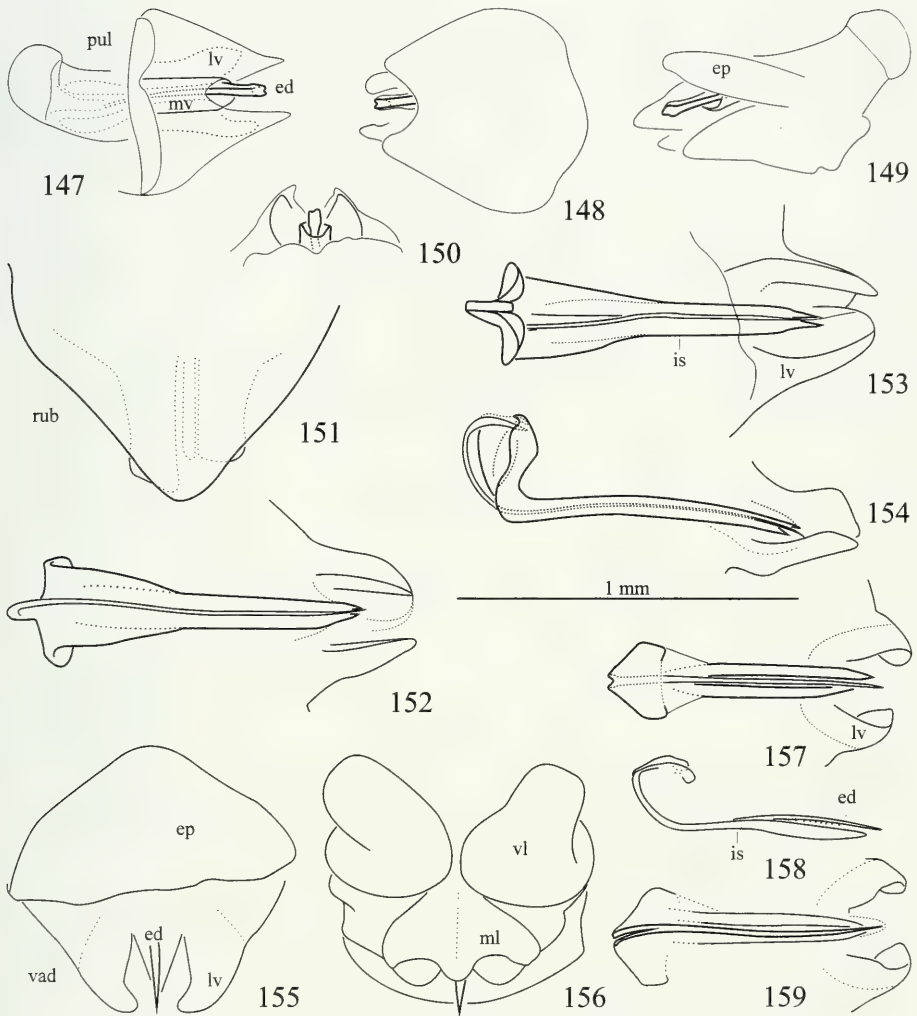 pul
lv
ed
mv
147
148
ep
149
150
rub
151
is
lv
153
154
152
1 mm
lv
157
ep
ed
vad
lv
155
vl
ml
156
ed
is
158
159